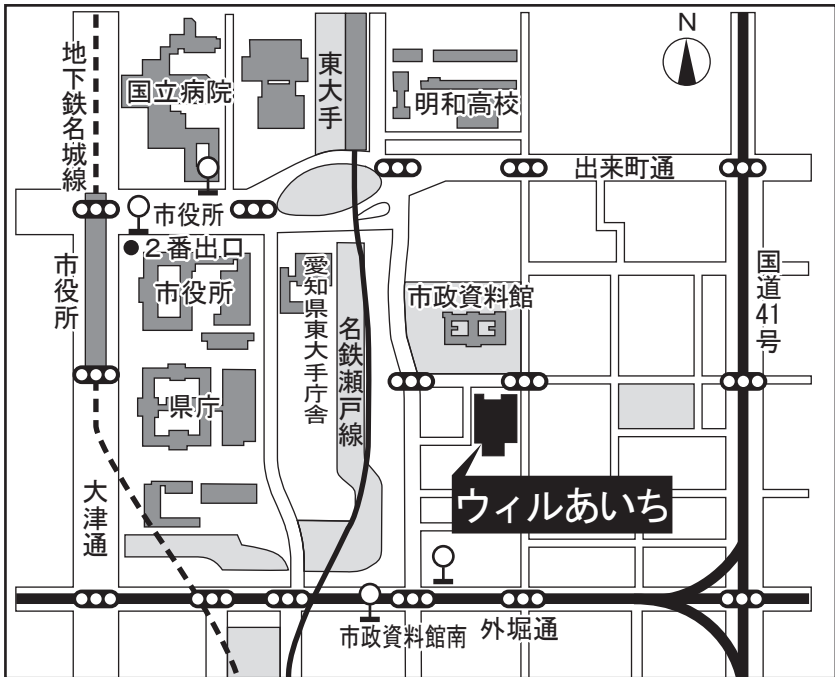 N
地下鉄名城線
国立病院
東大手
明和高校
出来町通
市役所
●2番出口
市役所
市役所
愛知県東大手庁舎
名鉄瀬戸線
市政資料館
国道41号
県庁
大津通
ウィルあいち
市政資料館南
外堀通